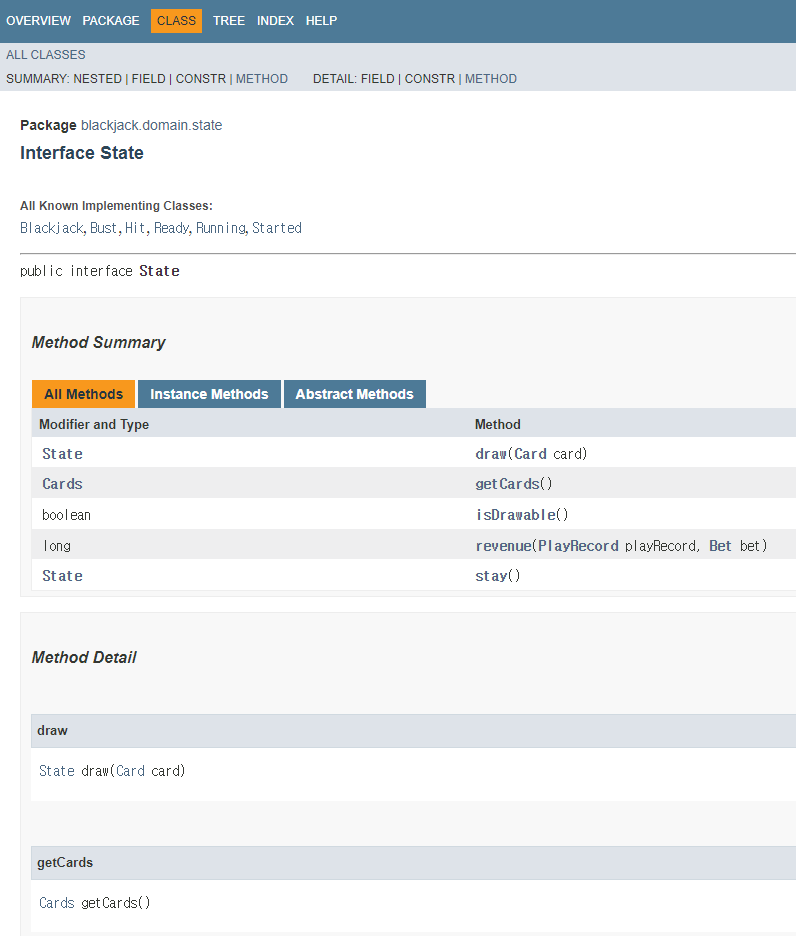 OVERVIEW PACKAGE CLASS TREE INDEX HELP
ALL CLASSES
SUMMARY: NESTED | FIELD | CONSTR | METHOD DETAIL: FIELD | CONSTR | METHOD
Package blackjack.domain.state
Interface State
All Known Implementing Classes:
Blackjack, Bust, Hit, Ready, Running, Started
public interface State
Method Summary
All Methods Instance Methods Abstract Methods
Modifier and Type Method
State draw(Card card)
Cards getCards()
boolean isDrawable()
long revenue(PlayRecord playRecord, Bet bet)
State stay()
Method Detail
draw
State draw(Card card)
getCards
Cards getCards()